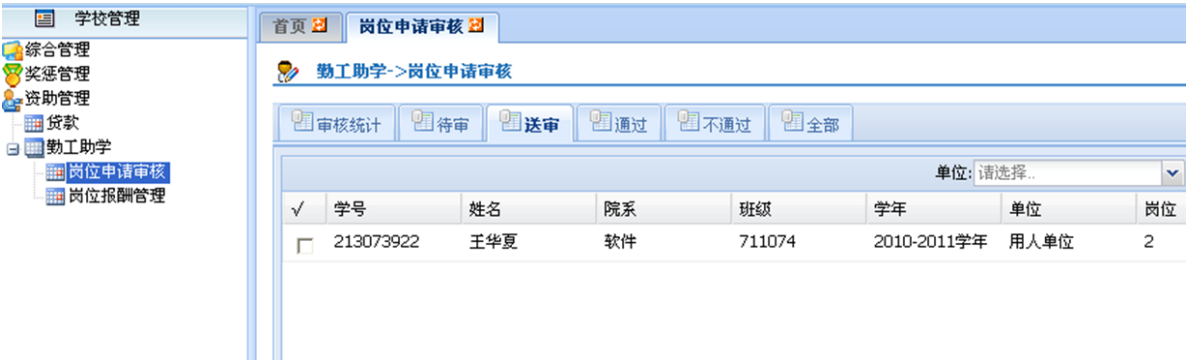 学校管理
综合管理
奖惩管理
资助管理
贷款
勤工助学
岗位申请审核
岗位报酬管理
首页 岗位申请审核
勤工助学->岗位申请审核
审核统计 待审 送审 通过 不通过 全部
单位: 请选择..
√ 学号 姓名 院系 班级 学年 单位 岗位
213073922 王华夏 软件 711074 2010-2011学年 用人单位 2